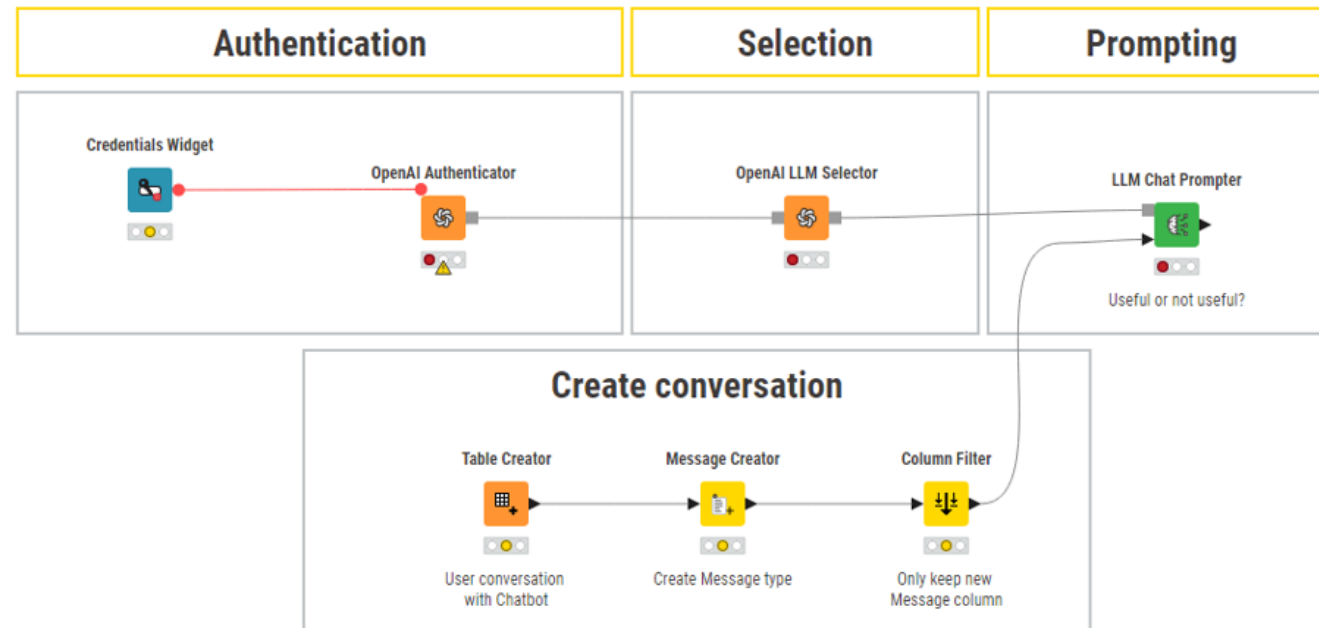 Authentication
Selection
Prompting
Credentials Widget
OpenAI Authenticator
OpenAI LLM Selector
LLM Chat Prompter
Useful or not useful?
Create conversation
Table Creator
Message Creator
Column Filter
User conversation
with Chatbot
Create Message type
Only keep new
Message column